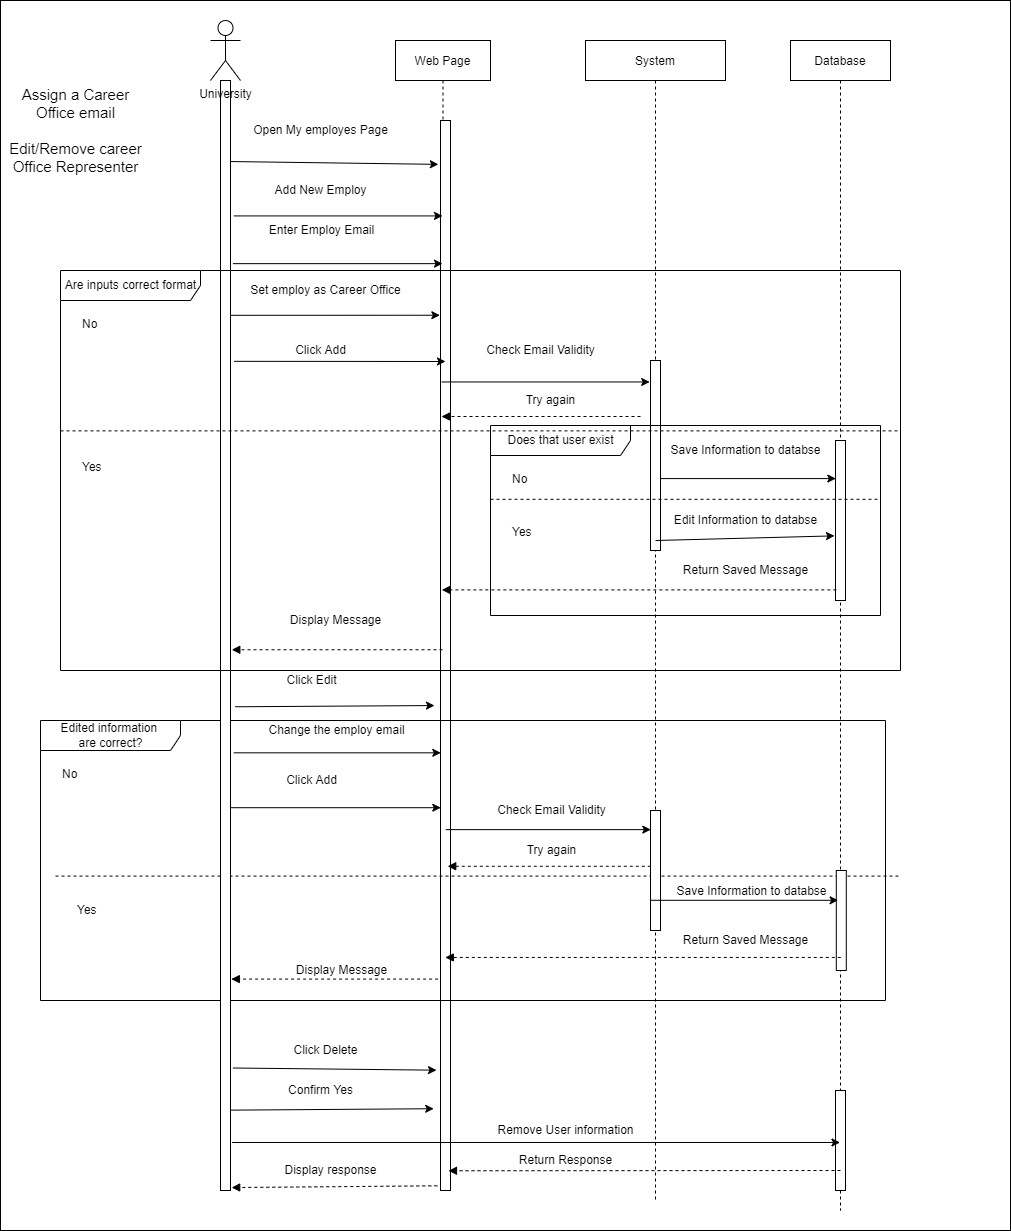 Web Page
System
Database
University
Assign a Career
Office email
Edit/Remove career
Office Representer
Open My employes Page
Add New Employ
Enter Employ Email
Are inputs correct format
Set employ as Career Office
No
Click Add
Check Email Validity
Try again
Does that user exist
Save Information to databse
Yes
No
Edit Information to databse
Yes
Return Saved Message
Display Message
Click Edit
Edited information
are correct?
Change the employ email
No
Click Add
Check Email Validity
Try again
Save Information to databse
Yes
Return Saved Message
Display Message
Click Delete
Confirm Yes
Remove User information
Return Response
Display response